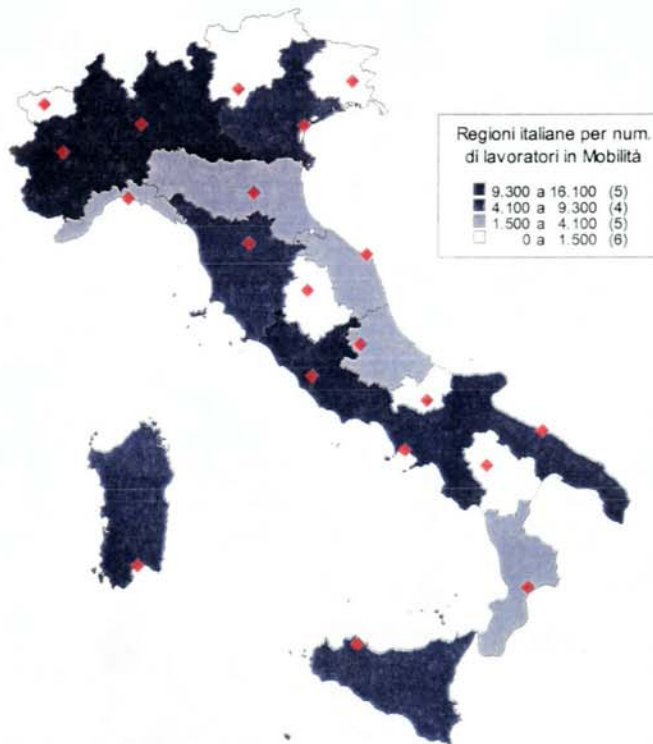 Regioni italiane per num.
di lavoratori in Mobilità
9.300 a 16.100 (5)
4.100 a 9.300 (4)
1.500 a 4.100 (5)
0 a 1.500 (6)